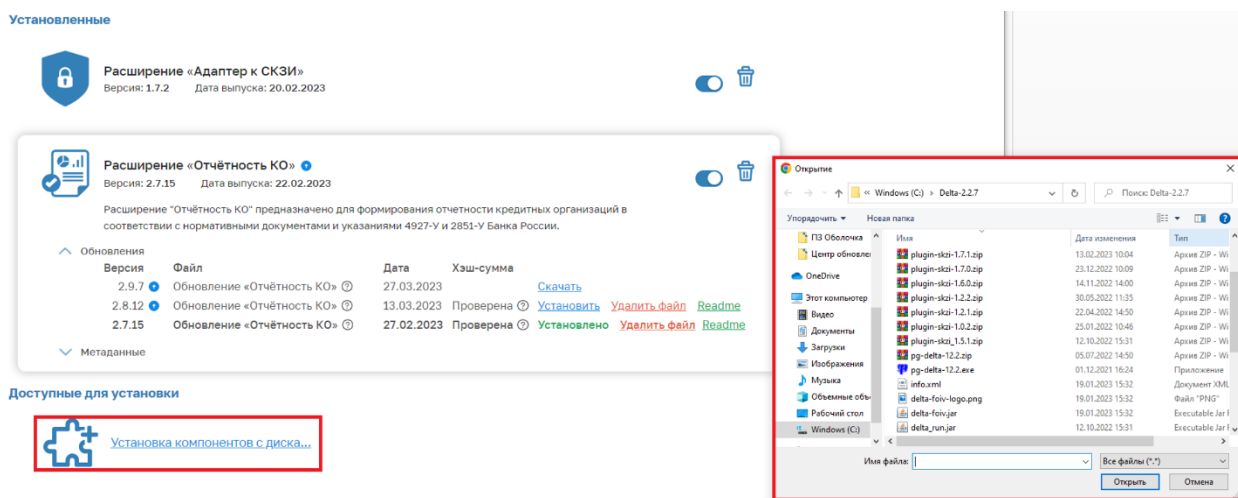 Установленные
Расширение «Адаптер к СКЗИ»
Версия: 1.7.2 Дата выпуска: 20.02.2023
Расширение «Отчётность КО»
Версия: 2.7.15 Дата выпуска: 22.02.2023
Расширение "Отчётность КО" предназначено для формирования отчетности кредитных организаций в
соответствии с нормативными документами и указаниями 4927-У и 2851-У Банка России.
Обновления
Версия Файл Дата Хэш-сумма
2.9.7 Обновление «Отчётность КО» 27.03.2023 Скачать
2.8.12 Обновление «Отчётность КО» 13.03.2023 Проверена Установить Удалить файл Readme
2.7.15 Обновление «Отчётность КО» 27.02.2023 Проверена Установлено Удалить файл Readme
Метаданные
Доступные для установки
Установка компонентов с диска...
Открытие
« Windows (C:) › Delta-2.2.7
Поиск: Delta-2.2.7
Упорядочить Новая папка
ПЗ Оболочка
Центр обновле
OneDrive
Этот компьютер
Видео
Документы
Загрузки
Изображения
Музыка
Объемные объ
Рабочий стол
Windows (C:)
Имя Дата изменения Тип
plugin-skzi-1.7.1.zip 13.02.2023 10:04 Архив ZIP - Wi
plugin-skzi-1.7.0.zip 23.12.2022 10:09 Архив ZIP - Wi
plugin-skzi-1.6.0.zip 14.11.2022 14:00 Архив ZIP - Wi
plugin-skzi-1.2.2.zip 30.05.2022 11:35 Архив ZIP - Wi
plugin-skzi-1.2.1.zip 22.04.2022 14:50 Архив ZIP - Wi
plugin-skzi-1.0.2.zip 25.01.2022 10:46 Архив ZIP - Wi
plugin-skzi_1.5.1.zip 12.10.2022 15:31 Архив ZIP - Wi
pg-delta-12.2.zip 05.07.2022 14:50 Архив ZIP - Wi
pg-delta-12.2.exe 01.12.2021 16:24 Приложение
info.xml 19.01.2023 15:32 Документ XML
delta-foiv-logo.png 19.01.2023 15:32 Файл "PNG"
delta-foiv.jar 19.01.2023 15:32 Executable Jar F
delta_run.jar 12.10.2022 15:31 Executable Jar F
Имя файла: Все файлы (*.*)
Открыть Отмена